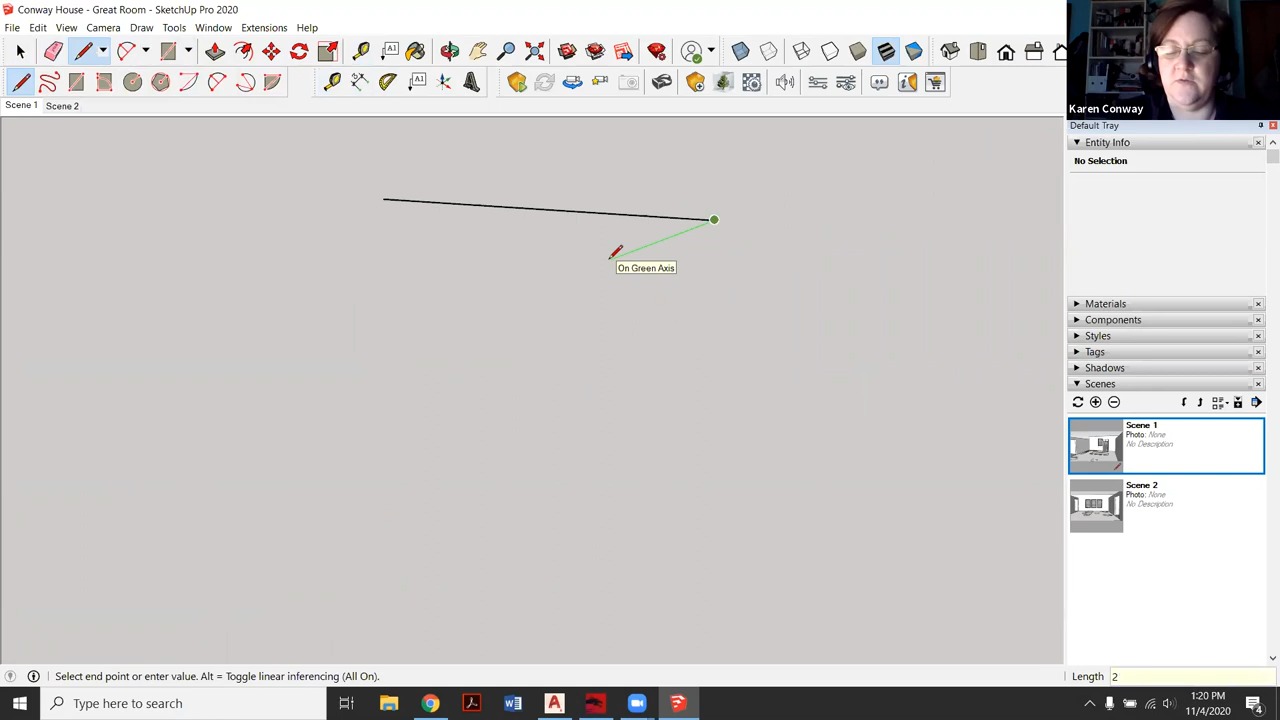 Conway House - Great Room - SketchUp Pro 2020
File Edit View Camera Draw Tools Window Extensions Help
Scene 1 Scene 2
Karen Conway
Default Tray
Entity Info
No Selection
On Green Axis
Materials
Components
Styles
Tags
Shadows
Scenes
Scene 1
Photo: None
No Description
Scene 2
Photo: None
No Description
Select end point or enter value. Alt = Toggle linear inferencing (All On).
Length 2
Type here to search
1:20 PM
11/4/2020
4